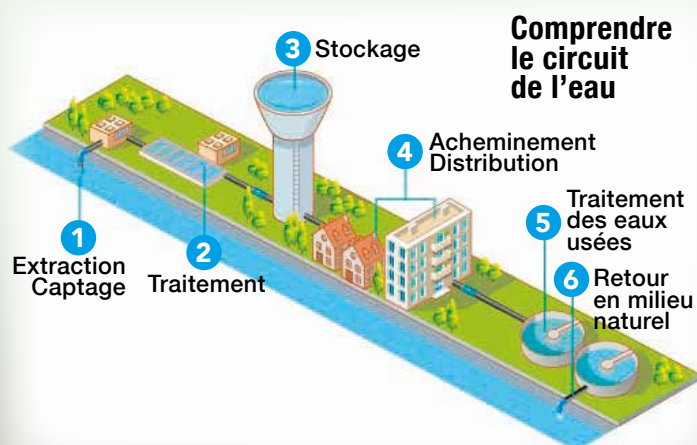 Comprendre
le circuit
de l'eau
1
Extraction
Captage
2
Traitement
3
Stockage
4
Acheminement
Distribution
5
Traitement
des eaux
usées
6
Retour
en milieu
naturel